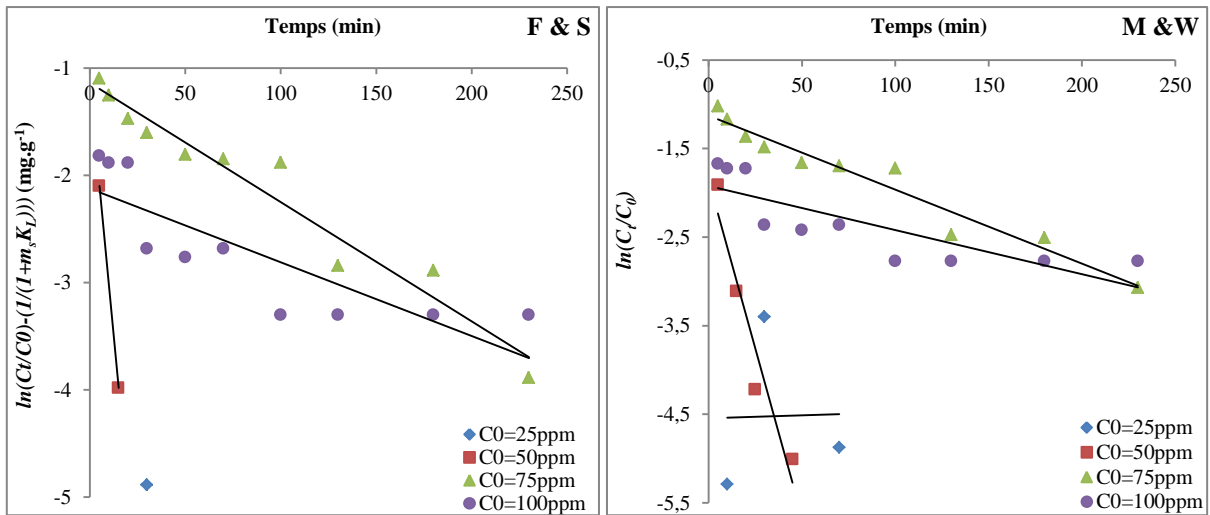 Temps (min)
F & S
-1
0
50
100
150
200
250
-2
-3
-4
-5
ln(Ct/C0)-(1/(1+msKL))) (mg.g-1)
C0=25ppm
C0=50ppm
C0=75ppm
C0=100ppm
Temps (min)
M &W
-0,5
0
50
100
150
200
250
-1,5
-2,5
-3,5
-4,5
-5,5
ln(Ct/C0)
C0=25ppm
C0=50ppm
C0=75ppm
C0=100ppm